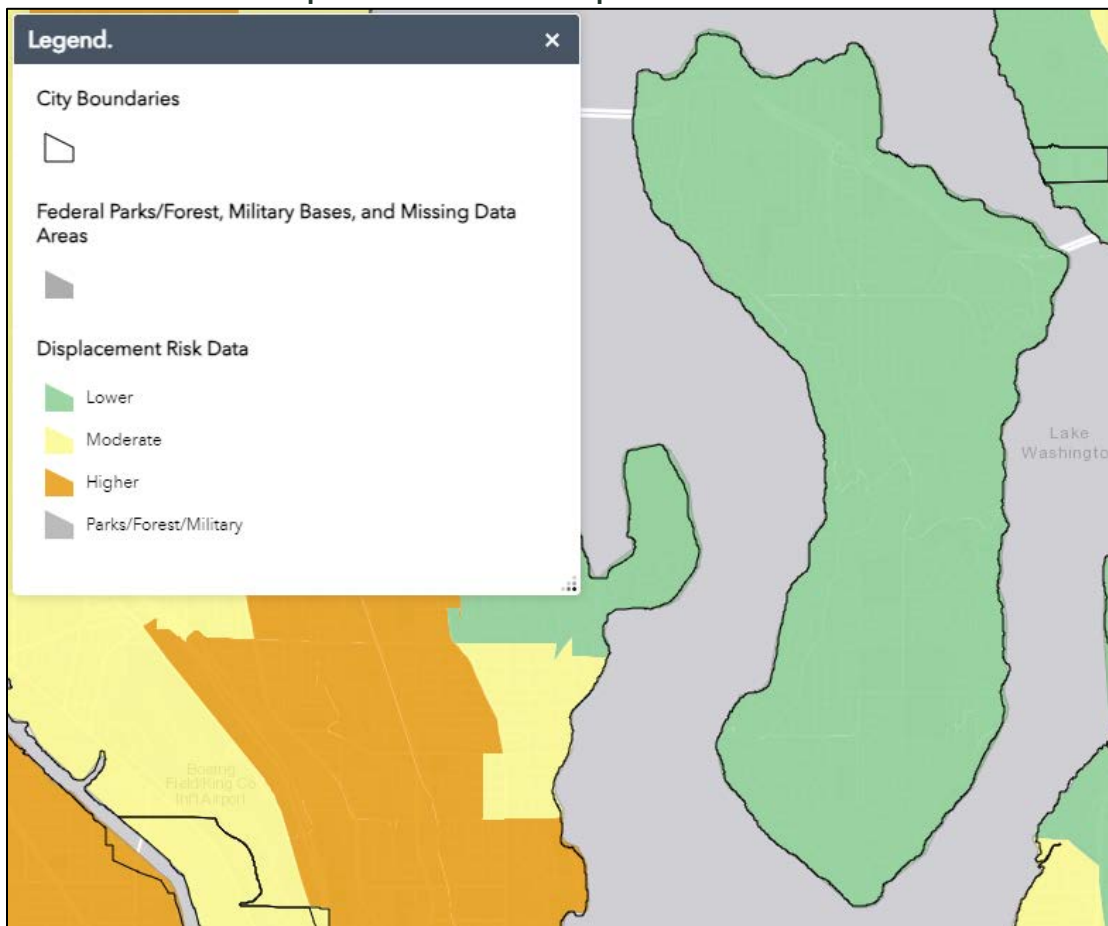 Legend.
City Boundaries
Federal Parks/Forest, Military Bases, and Missing Data
Areas
Displacement Risk Data
Lower
Moderate
Higher
Parks/Forest/Military
Lake
Washingto
Boeing
Field/King Co
Int'l Airport